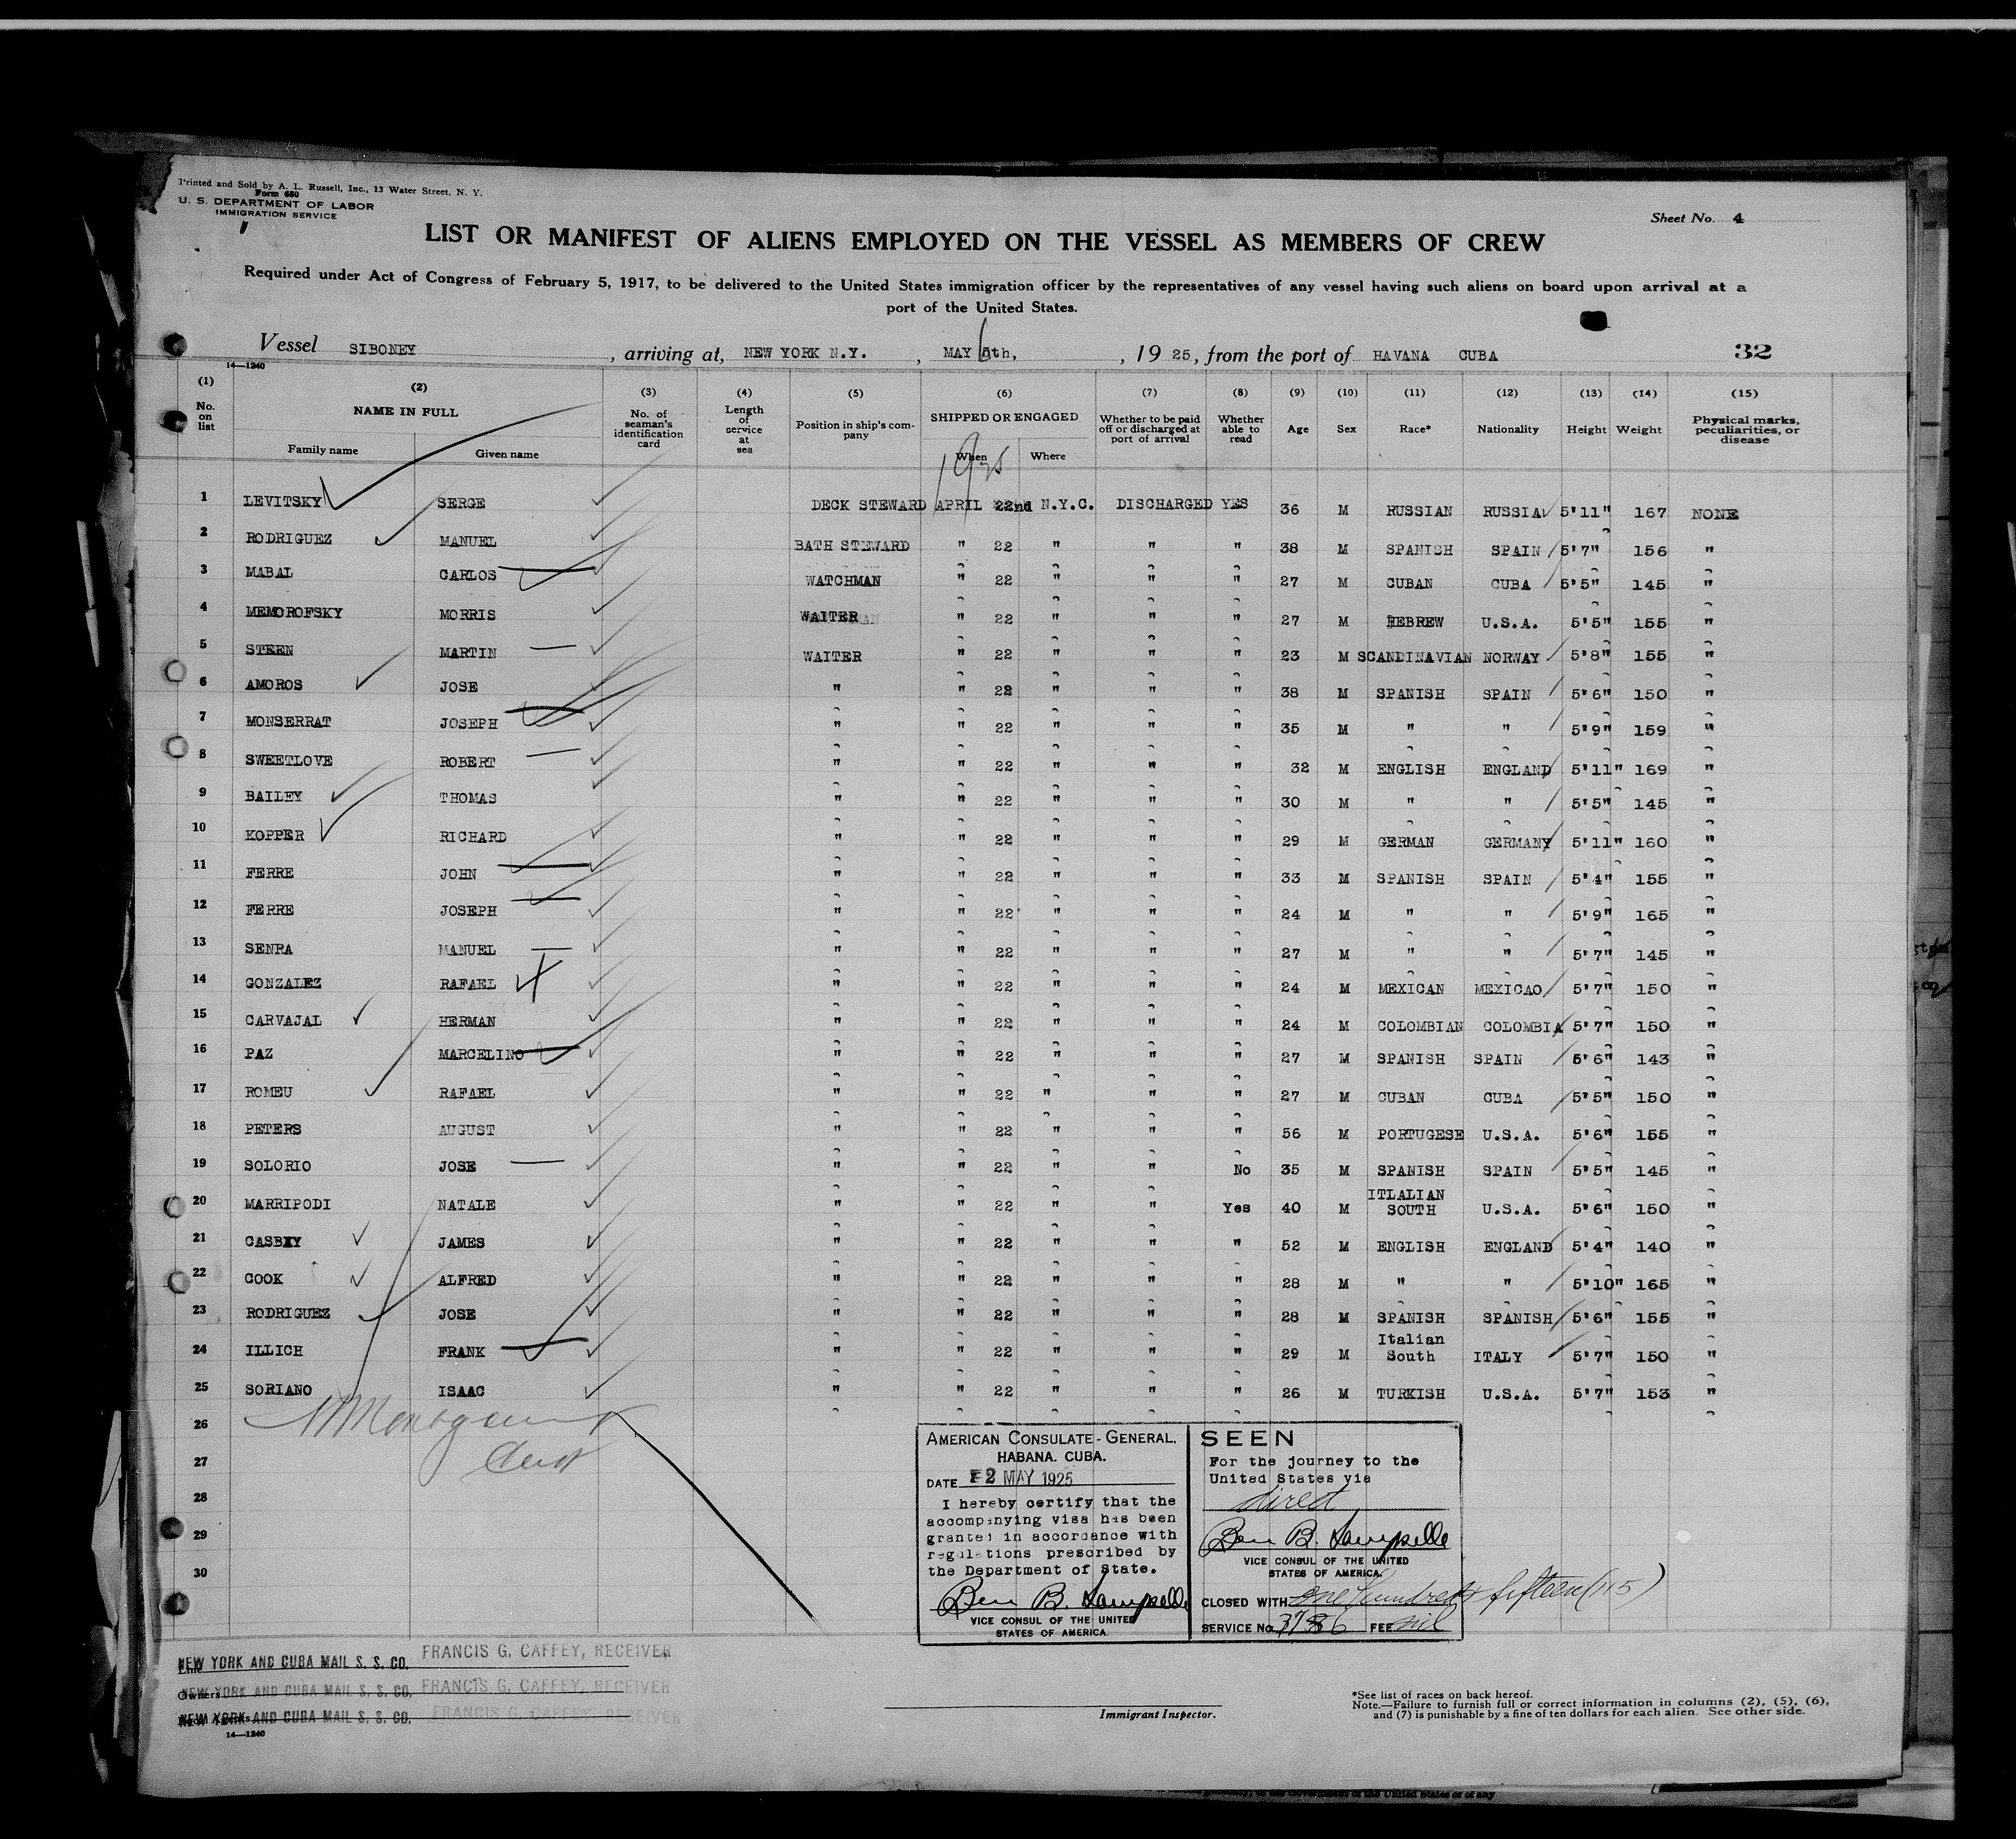 Printed and Sold by A. L. Russell, Inc., 13 Water Street, N. Y.
Form 680
U. S. DEPARTMENT OF LABOR
IMMIGRATION SERVICE
Sheet No. 4
LIST OR MANIFEST OF ALIENS EMPLOYED ON THE VESSEL AS MEMBERS OF CREW
Required under Act of Congress of February 5, 1917, to be delivered to the United States immigration officer by the representatives of any vessel having such aliens on board upon arrival at a
port of the United States.
Vessel SIBONEY, arriving at, NEW YORK N.Y., MAY 6th, , 1925, from the port of HAVANA CUBA 32
14—1240
(1) (2) (3) (4) (5) (6) (7) (8) (9) (10) (11) (12) (13) (14) (15)
No. on list NAME IN FULL Family name Given name No. of seaman's identification card Length of service at sea Position in ship's company SHIPPED OR ENGAGED When Where Whether to be paid off or discharged at port of arrival Whether able to read Age Sex Race* Nationality Height Weight Physical marks, peculiarities, or disease
1925
1 LEVITSKY SERGE DECK STEWARD APRIL 22nd N.Y.C. DISCHARGED YES 36 M RUSSIAN RUSSIA 5'11" 167 NONE
2 RODRIGUEZ MANUEL BATH STEWARD " 22 " " " 38 M SPANISH SPAIN 5'7" 156 "
3 MABAL CARLOS WATCHMAN " 22 " " " 27 M CUBAN CUBA 5'5" 145 "
4 MEMOROFSKY MORRIS WAITER " 22 " " " 27 M HEBREW U.S.A. 5'5" 155 "
5 STEEN MARTIN WAITER " 22 " " " 23 M SCANDINAVIAN NORWAY 5'8" 155 "
6 AMOROS JOSE " " 22 " " " 38 M SPANISH SPAIN 5'6" 150 "
7 MONSERRAT JOSEPH " " 22 " " " 35 M " " 5'9" 159 "
8 SWEETLOVE ROBERT " " 22 " " " 32 M ENGLISH ENGLAND 5'11" 169 "
9 BAILEY THOMAS " " 22 " " " 30 M " " 5'5" 145 "
10 KOPPER RICHARD " " 22 " " " 29 M GERMAN GERMANY 5'11" 160 "
11 FERRE JOHN " " 22 " " " 33 M SPANISH SPAIN 5'4" 155 "
12 FERRE JOSEPH " " 22 " " " 24 M " " 5'9" 165 "
13 SENRA MANUEL " " 22 " " " 27 M " " 5'7" 145 "
14 GONZALEZ RAFAEL " " 22 " " " 24 M MEXICAN MEXICAO 5'7" 150 "
15 CARVAJAL HERMAN " " 22 " " " 24 M COLOMBIAN COLOMBIA 5'7" 150 "
16 PAZ MARCELINO " " 22 " " " 27 M SPANISH SPAIN 5'6" 143 "
17 ROMEU RAFAEL " " 22 " " " 27 M CUBAN CUBA 5'5" 150 "
18 PETERS AUGUST " " 22 " " " 56 M PORTUGESE U.S.A. 5'6" 155 "
19 SOLORIO JOSE " " 22 " " No 35 M SPANISH SPAIN 5'5" 145 "
20 MARRIPODI NATALE " " 22 " " Yes 40 M ITLALIAN SOUTH U.S.A. 5'6" 150 "
21 CASBY JAMES " " 22 " " " 52 M ENGLISH ENGLAND 5'4" 140 "
22 COOK ALFRED " " 22 " " " 28 M " " 5'10" 165 "
23 RODRIGUEZ JOSE " " 22 " " " 28 M SPANISH SPANISH 5'6" 155 "
24 ILLICH FRANK " " 22 " " " 29 M Italian South ITALY 5'7" 150 "
25 SORIANO ISAAC " " 22 " " " 26 M TURKISH U.S.A. 5'7" 153 "
26
27
28
29
30
AMERICAN CONSULATE-GENERAL.
HABANA. CUBA.
DATE 2 MAY 1925
I hereby certify that the
accompanying visa has been
granted in accordance with
regulations prescribed by
the Department of State.
VICE CONSUL OF THE UNITED
STATES OF AMERICA.
SEEN
For the journey to the
United States via
direct
VICE CONSUL OF THE UNITED
STATES OF AMERICA.
CLOSED WITH one hundred fifteen (115)
SERVICE No. FEE nil
NEW YORK AND CUBA MAIL S. S. CO. FRANCIS G. CAFFEY, RECEIVER
Owners NEW YORK AND CUBA MAIL S. S. CO. FRANCIS G. CAFFEY, RECEIVER
NEW YORK AND CUBA MAIL S. S. CO. FRANCIS G. CAFFEY, RECEIVER
14—1240
Immigrant Inspector.
*See list of races on back hereof.
Note.—Failure to furnish full or correct information in columns (2), (5), (6),
and (7) is punishable by a fine of ten dollars for each alien. See other side.